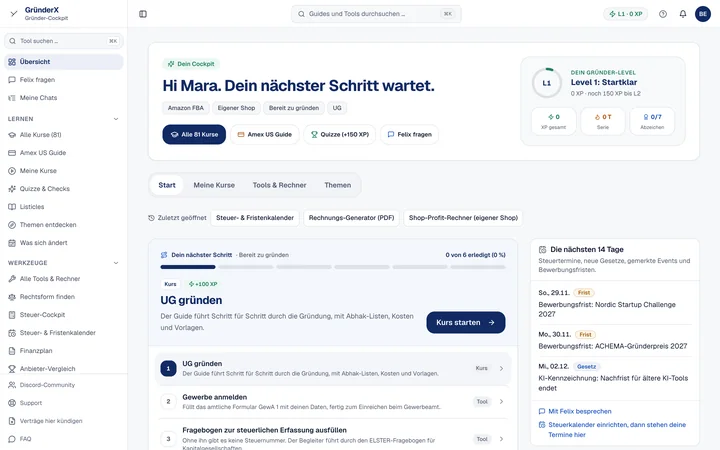 GründerX
Gründer-Cockpit
Tool suchen ...
⌘K
Übersicht
Felix fragen
Meine Chats
LERNEN
Alle Kurse (81)
Amex US Guide
Meine Kurse
Quizze & Checks
Listicles
Themen entdecken
Was sich ändert
WERKZEUGE
Alle Tools & Rechner
Rechtsform finden
Steuer-Cockpit
Steuer- & Fristenkalender
Finanzplan
Anbieter-Vergleich
Discord-Community
Support
Verträge hier kündigen
FAQ
Guides und Tools durchsuchen ...
⌘K
L1 · 0 XP
BE
Dein Cockpit
Hi Mara. Dein nächster Schritt wartet.
Amazon FBA
Eigener Shop
Bereit zu gründen
UG
Alle 81 Kurse
Amex US Guide
Quizze (+150 XP)
Felix fragen
L1
DEIN GRÜNDER-LEVEL
Level 1: Startklar
0 XP · noch 150 XP bis L2
0
XP gesamt
0 T
Serie
0/7
Abzeichen
Start
Meine Kurse
Tools & Rechner
Themen
Zuletzt geöffnet
Steuer- & Fristenkalender
Rechnungs-Generator (PDF)
Shop-Profit-Rechner (eigener Shop)
Dein nächster Schritt · Bereit zu gründen
0 von 6 erledigt (0 %)
Kurs
+100 XP
UG gründen
Der Guide führt Schritt für Schritt durch die Gründung, mit Abhak-Listen, Kosten
und Vorlagen.
Kurs starten
1
UG gründen
Der Guide führt Schritt für Schritt durch die Gründung, mit Abhak-Listen, Kosten und Vorlagen.
Kurs
2
Gewerbe anmelden
Füllt das amtliche Formular GewA 1 mit deinen Daten, fertig zum Einreichen beim Gewerbeamt.
Tool
3
Fragebogen zur steuerlichen Erfassung ausfüllen
Ohne ihn gibt es keine Steuernummer. Der Begleiter führt durch den ELSTER-Fragebogen für
Kapitalgesellschaften.
Tool
Die nächsten 14 Tage
Steuertermine, neue Gesetze, gemerkte Events und
Bewerbungsfristen.
So., 29.11.
Frist
Bewerbungsfrist: Nordic Startup Challenge
2027
Mo., 30.11.
Frist
Bewerbungsfrist: ACHEMA-Gründerpreis 2027
Mi., 02.12.
Gesetz
KI-Kennzeichnung: Nachfrist für ältere KI-Tools
endet
Mit Felix besprechen
Steuerkalender einrichten, dann stehen deine
Termine hier